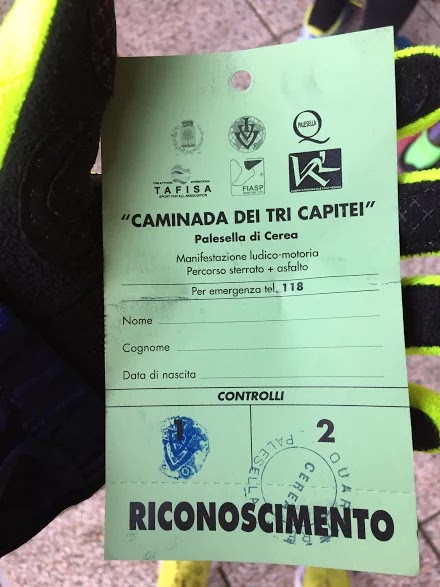 PALESELLA
Q
TAFISA
SPORT FOR ALL ASSOCIATION
FIASP
"CAMINADA DEI TRI CAPITEI"
Palesella di Cerea
Manifestazione ludico-motoria
Percorso sterrato + asfalto
Per emergenza tel. 118
Nome
Cognome
Data di nascita
CONTROLLI
1
2
PALESELLA
CEREA
RICONOSCIMENTO